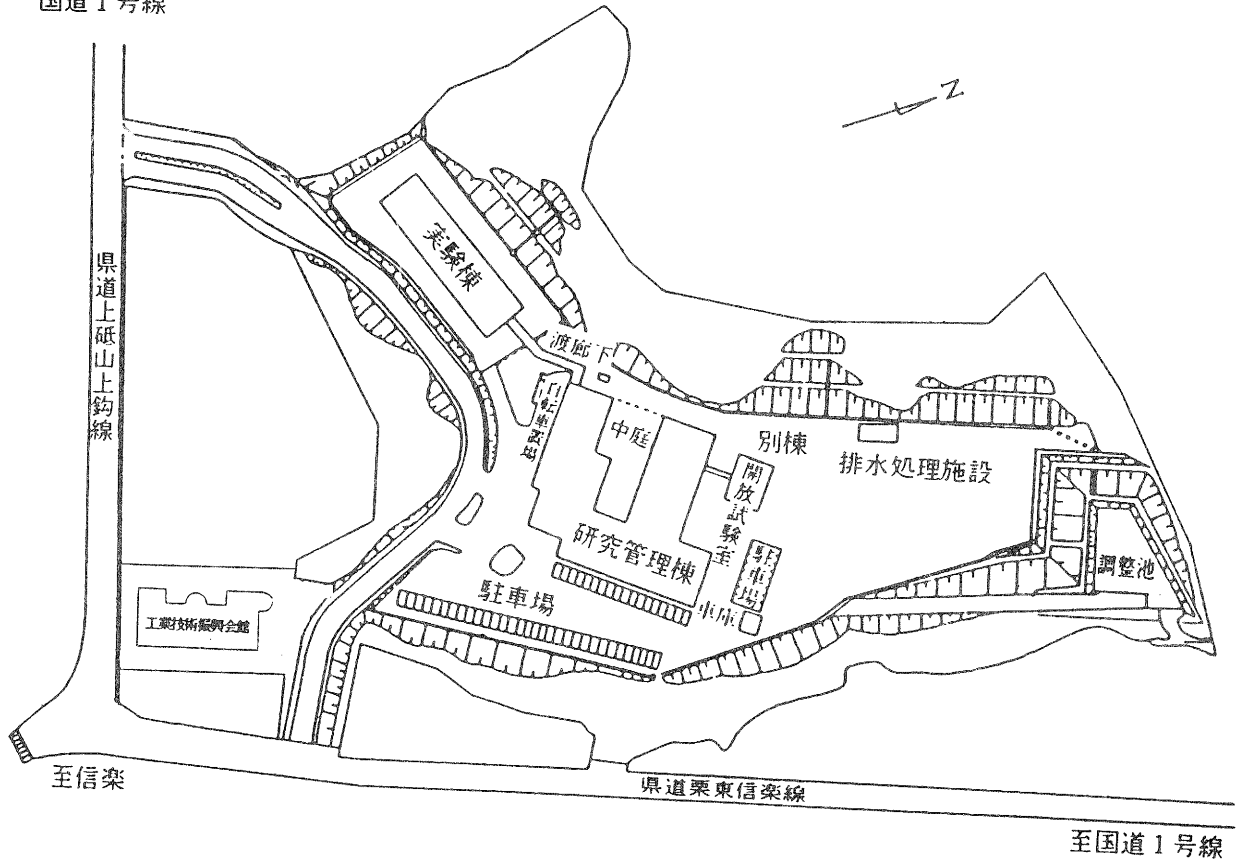 国道1号線
N
県道上砥山上鈎線
実験棟
渡廊下
自転車置場
中庭
別棟
排水処理施設
開放試験室
研究管理棟
駐車場
調整池
駐車場
車庫
工業技術振興会館
至信楽
県道栗東信楽線
至国道1号線